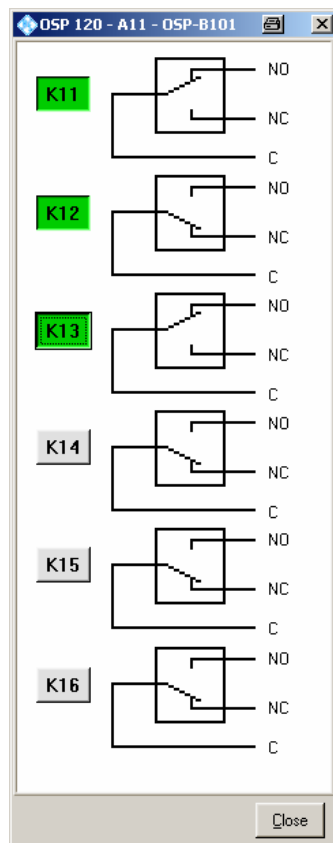 OSP 120 - A11 - OSP-B101
NO
K11
NC
C
NO
K12
NC
C
NO
K13
NC
C
NO
K14
NC
C
NO
K15
NC
C
NO
K16
NC
C
Close